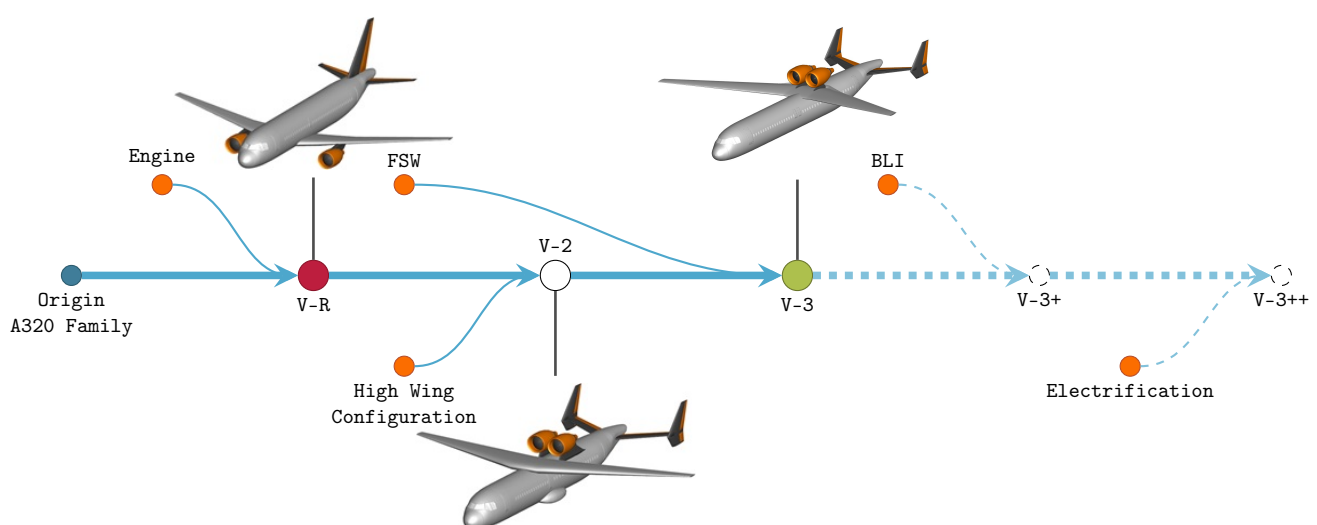 Engine
FSW
BLI
V-2
Origin
A320 Family
V-R
V-3
V-3+
V-3++
High Wing
Configuration
Electrification